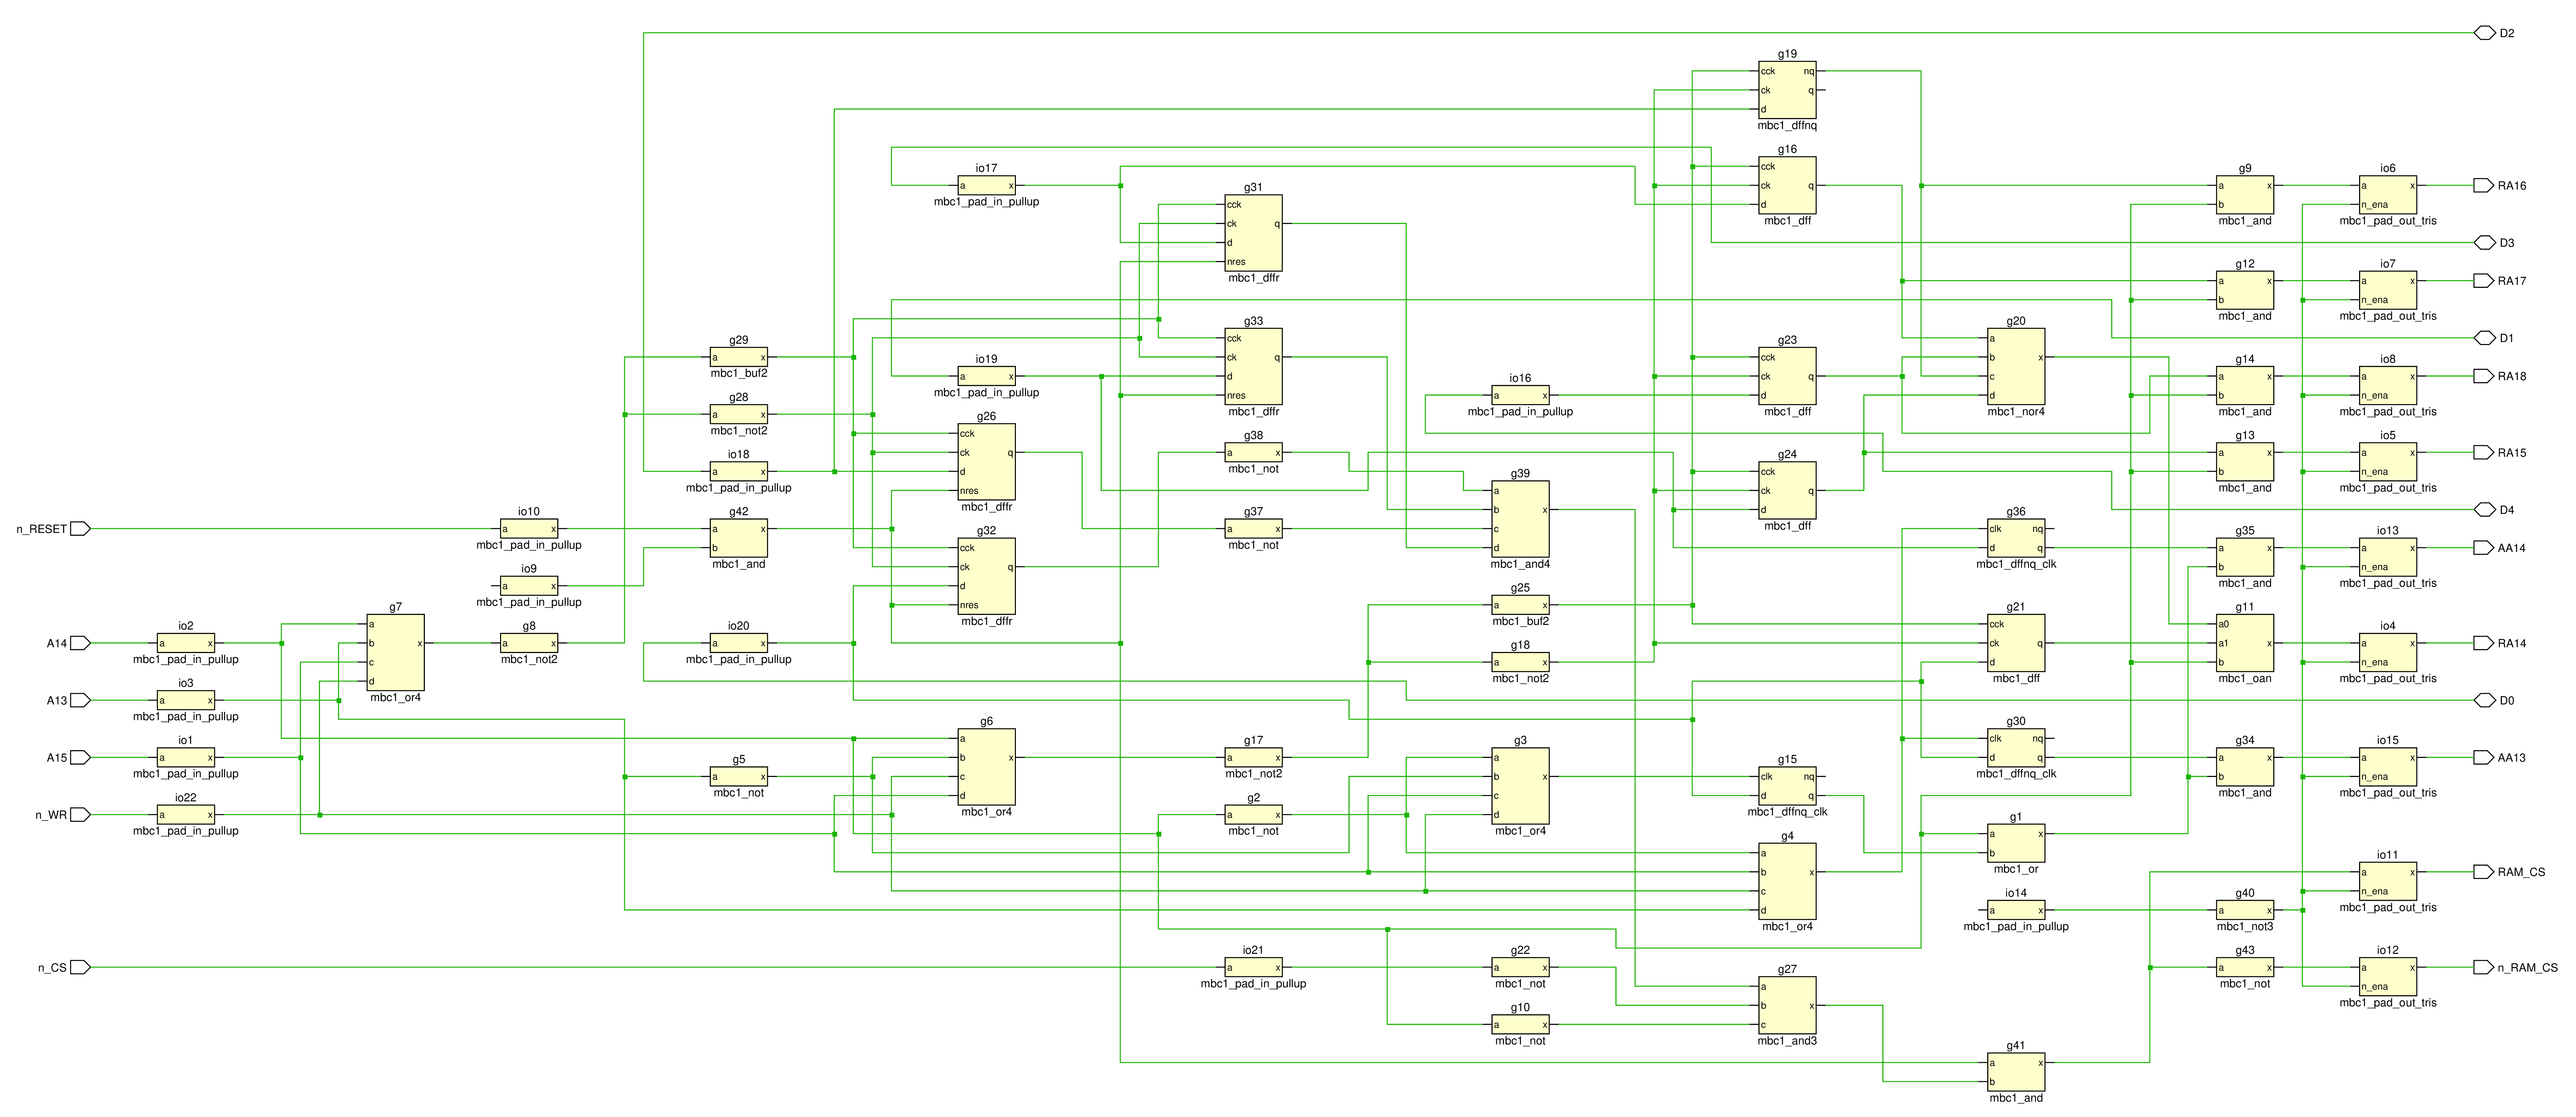 n_RESET
A14
A13
A15
n_WR
n_CS
io2
a x
mbc1_pad_in_pullup
io3
a x
mbc1_pad_in_pullup
io1
a x
mbc1_pad_in_pullup
io22
a x
mbc1_pad_in_pullup
g7
a
b x
c
d
mbc1_or4
io10
a x
mbc1_pad_in_pullup
io9
a x
mbc1_pad_in_pullup
g8
a x
mbc1_not2
g29
a x
mbc1_buf2
g28
a x
mbc1_not2
io18
a x
mbc1_pad_in_pullup
g42
a x
b
mbc1_and
io20
a x
mbc1_pad_in_pullup
g5
a x
mbc1_not
io17
a x
mbc1_pad_in_pullup
io19
a x
mbc1_pad_in_pullup
g26
cck
ck q
d
nres
mbc1_dffr
g32
cck
ck q
d
nres
mbc1_dffr
g6
a
b x
c
d
mbc1_or4
g31
cck
ck q
d
nres
mbc1_dffr
g33
cck
ck q
d
nres
mbc1_dffr
g38
a x
mbc1_not
g37
a x
mbc1_not
g17
a x
mbc1_not2
g2
a x
mbc1_not
io21
a x
mbc1_pad_in_pullup
io16
a x
mbc1_pad_in_pullup
g39
a
b x
c
d
mbc1_and4
g25
a x
mbc1_buf2
g18
a x
mbc1_not2
g3
a
b x
c
d
mbc1_or4
g22
a x
mbc1_not
g10
a x
mbc1_not
g19
cck nq
ck q
d
mbc1_dffnq
g16
cck
ck q
d
mbc1_dff
g23
cck
ck q
d
mbc1_dff
g24
cck
ck q
d
mbc1_dff
g15
clk nq
d q
mbc1_dffnq_clk
g4
a
b x
c
d
mbc1_or4
g27
a
b x
c
mbc1_and3
g20
a
b x
c
d
mbc1_nor4
g36
clk nq
d q
mbc1_dffnq_clk
g21
cck
ck q
d
mbc1_dff
g30
clk nq
d q
mbc1_dffnq_clk
g1
a x
b
mbc1_or
io14
a x
mbc1_pad_in_pullup
g41
a x
b
mbc1_and
g9
a x
b
mbc1_and
g12
a x
b
mbc1_and
g14
a x
b
mbc1_and
g13
a x
b
mbc1_and
g35
a x
b
mbc1_and
g11
a0
a1 x
b
mbc1_oan
g34
a x
b
mbc1_and
g40
a x
mbc1_not3
g43
a x
mbc1_not
io6
a x
n_ena
mbc1_pad_out_tris
io7
a x
n_ena
mbc1_pad_out_tris
io8
a x
n_ena
mbc1_pad_out_tris
io5
a x
n_ena
mbc1_pad_out_tris
io13
a x
n_ena
mbc1_pad_out_tris
io4
a x
n_ena
mbc1_pad_out_tris
io15
a x
n_ena
mbc1_pad_out_tris
io11
a x
n_ena
mbc1_pad_out_tris
io12
a x
n_ena
mbc1_pad_out_tris
D2
RA16
D3
RA17
D1
RA18
RA15
D4
AA14
RA14
D0
AA13
RAM_CS
n_RAM_CS